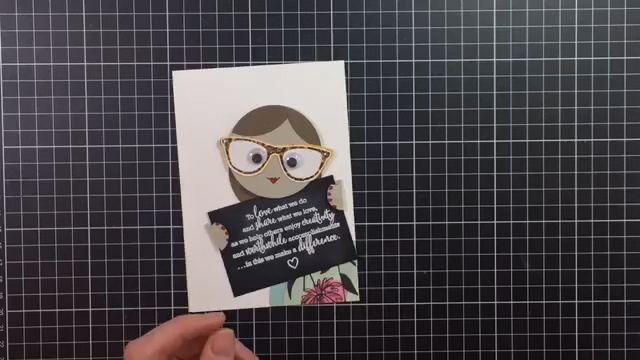 To love what we do
and share what we love,
as we help others enjoy creativity
and worthwhile accomplishments
...in this we make a difference.